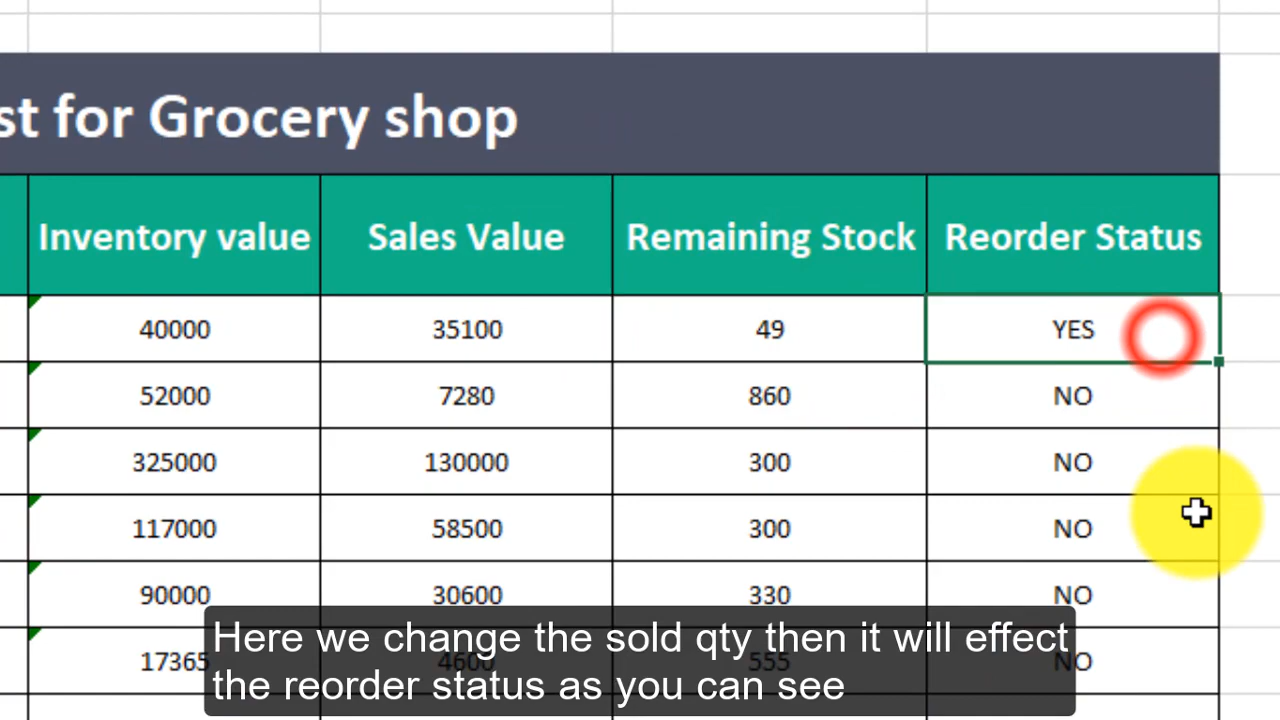 st for Grocery shop
Inventory value Sales Value Remaining Stock Reorder Status
40000 35100 49 YES
52000 7280 860 NO
325000 130000 300 NO
117000 58500 300 NO
90000 30600 330 NO
17365 4600 555 NO
Here we change the sold qty then it will effect
the reorder status as you can see